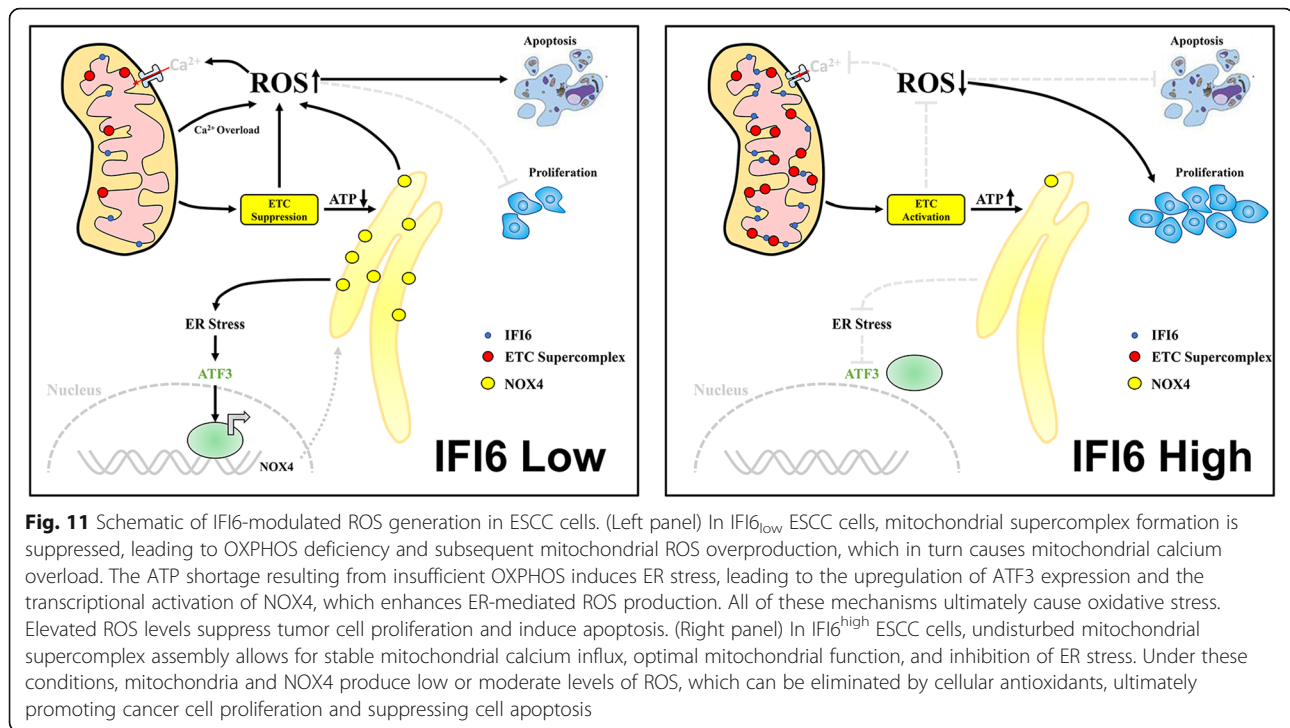 Apoptosis
Ca²⁺
ROS
Ca²⁺ Overload
Proliferation
ETC
Suppression
ATP
ER Stress
IFI6
ETC Supercomplex
ATF3
NOX4
Nucleus
NOX4
IFI6 Low
Apoptosis
Ca²⁺
ROS
Proliferation
ETC
Activation
ATP
ER Stress
IFI6
ETC Supercomplex
ATF3
NOX4
Nucleus
IFI6 High
Fig. 11 Schematic of IFI6-modulated ROS generation in ESCC cells. (Left panel) In IFI6low ESCC cells, mitochondrial supercomplex formation is
suppressed, leading to OXPHOS deficiency and subsequent mitochondrial ROS overproduction, which in turn causes mitochondrial calcium
overload. The ATP shortage resulting from insufficient OXPHOS induces ER stress, leading to the upregulation of ATF3 expression and the
transcriptional activation of NOX4, which enhances ER-mediated ROS production. All of these mechanisms ultimately cause oxidative stress.
Elevated ROS levels suppress tumor cell proliferation and induce apoptosis. (Right panel) In IFI6high ESCC cells, undisturbed mitochondrial
supercomplex assembly allows for stable mitochondrial calcium influx, optimal mitochondrial function, and inhibition of ER stress. Under these
conditions, mitochondria and NOX4 produce low or moderate levels of ROS, which can be eliminated by cellular antioxidants, ultimately
promoting cancer cell proliferation and suppressing cell apoptosis